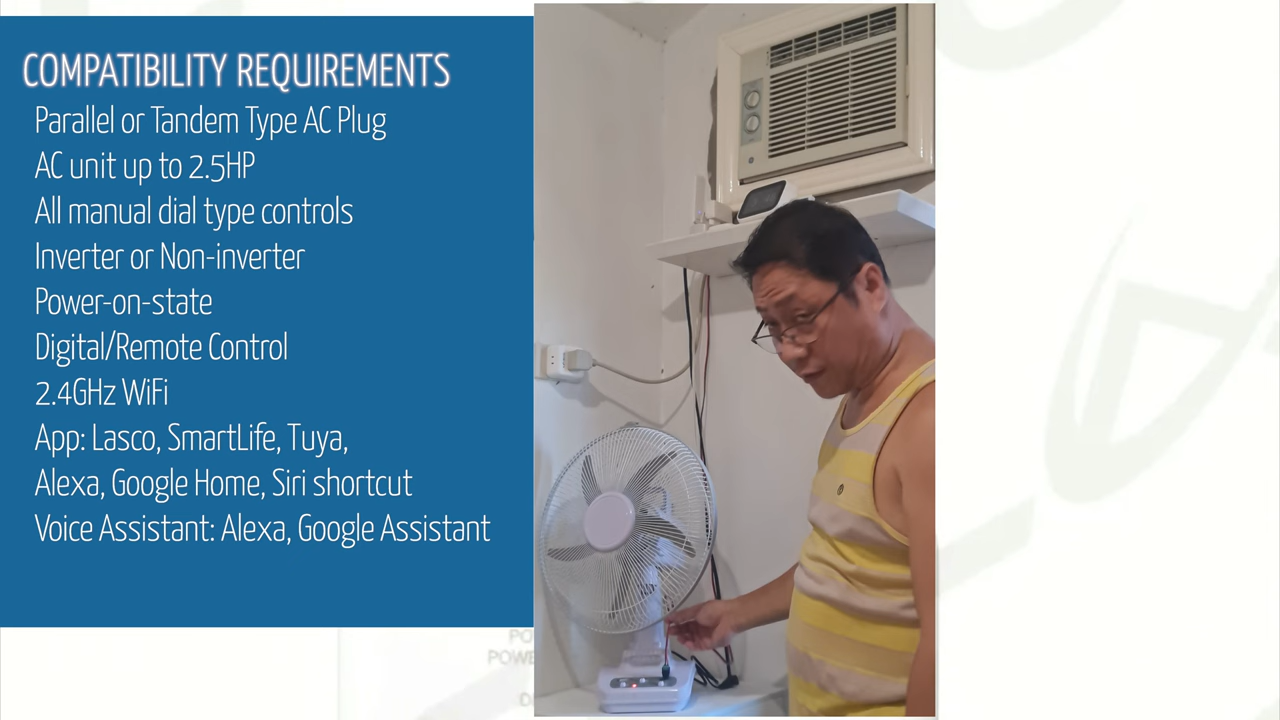 COMPATIBILITY REQUIREMENTS
Parallel or Tandem Type AC Plug
AC unit up to 2.5HP
All manual dial type controls
Inverter or Non-inverter
Power-on-state
Digital/Remote Control
2.4GHz WiFi
App: Lasco, SmartLife, Tuya,
Alexa, Google Home, Siri shortcut
Voice Assistant: Alexa, Google Assistant